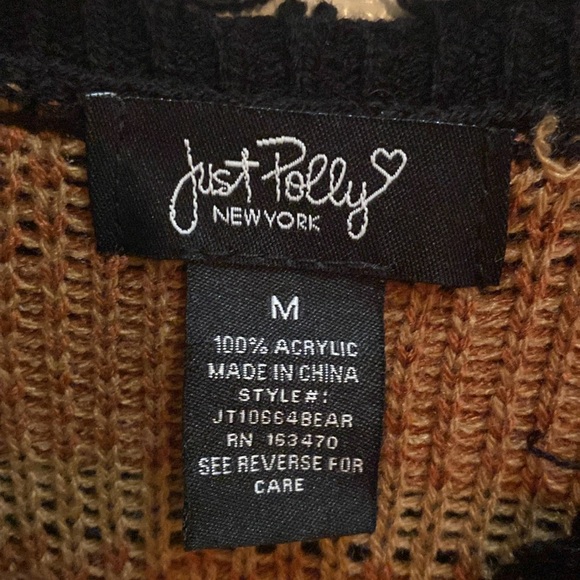 Just Polly
NEW YORK
M
100% ACRYLIC
MADE IN CHINA
STYLE#:
JT10664BEAR
RN 163470
SEE REVERSE FOR
CARE